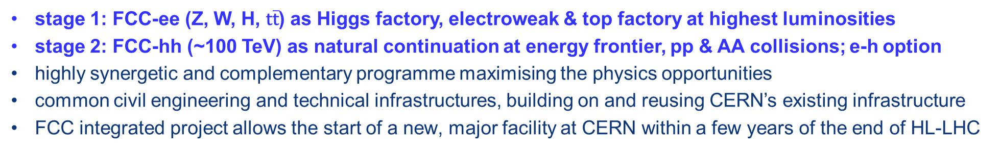 • stage 1: FCC-ee (Z, W, H, tt̅) as Higgs factory, electroweak & top factory at highest luminosities
• stage 2: FCC-hh (~100 TeV) as natural continuation at energy frontier, pp & AA collisions; e-h option
• highly synergetic and complementary programme maximising the physics opportunities
• common civil engineering and technical infrastructures, building on and reusing CERN’s existing infrastructure
• FCC integrated project allows the start of a new, major facility at CERN within a few years of the end of HL-LHC